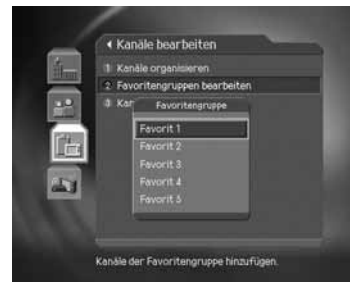 Kanäle bearbeiten
1 Kanäle organisieren
2 Favoritengruppen bearbeiten
3 Kan
Favoritengruppe
Favorit 1
Favorit 2
Favorit 3
Favorit 4
Favorit 5
Kanäle der Favoritengruppe hinzufügen.